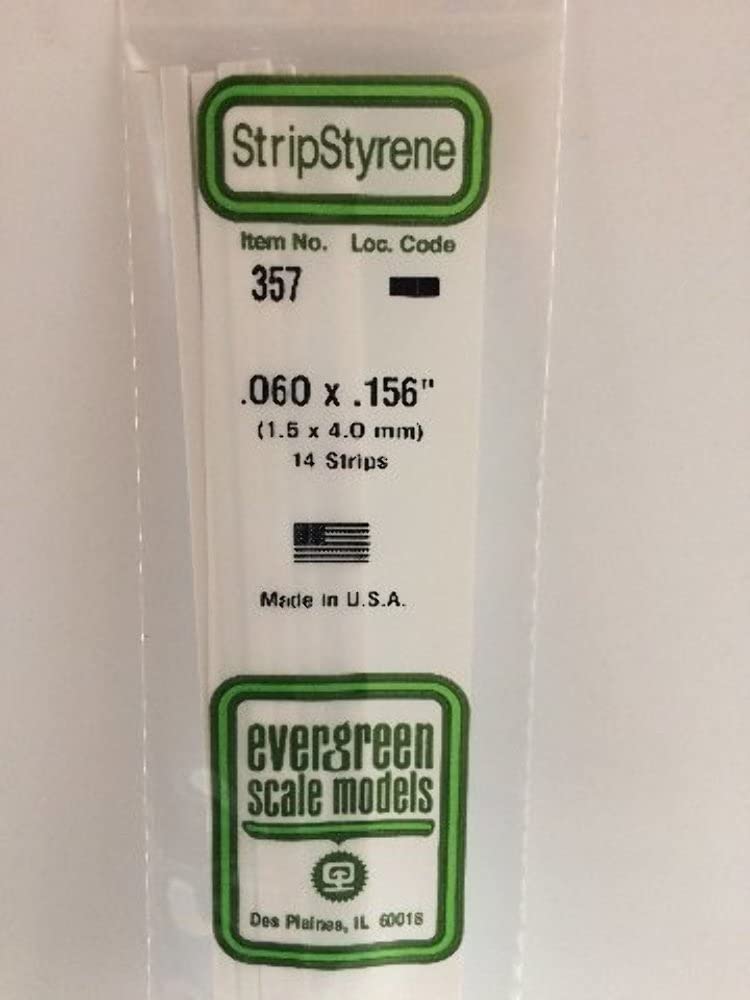 StripStyrene
Item No. Loc. Code
357
.060 x .156"
(1.5 x 4.0 mm)
14 Strips
Made in U.S.A.
evergreen
scale models
Des Plaines, IL 60018